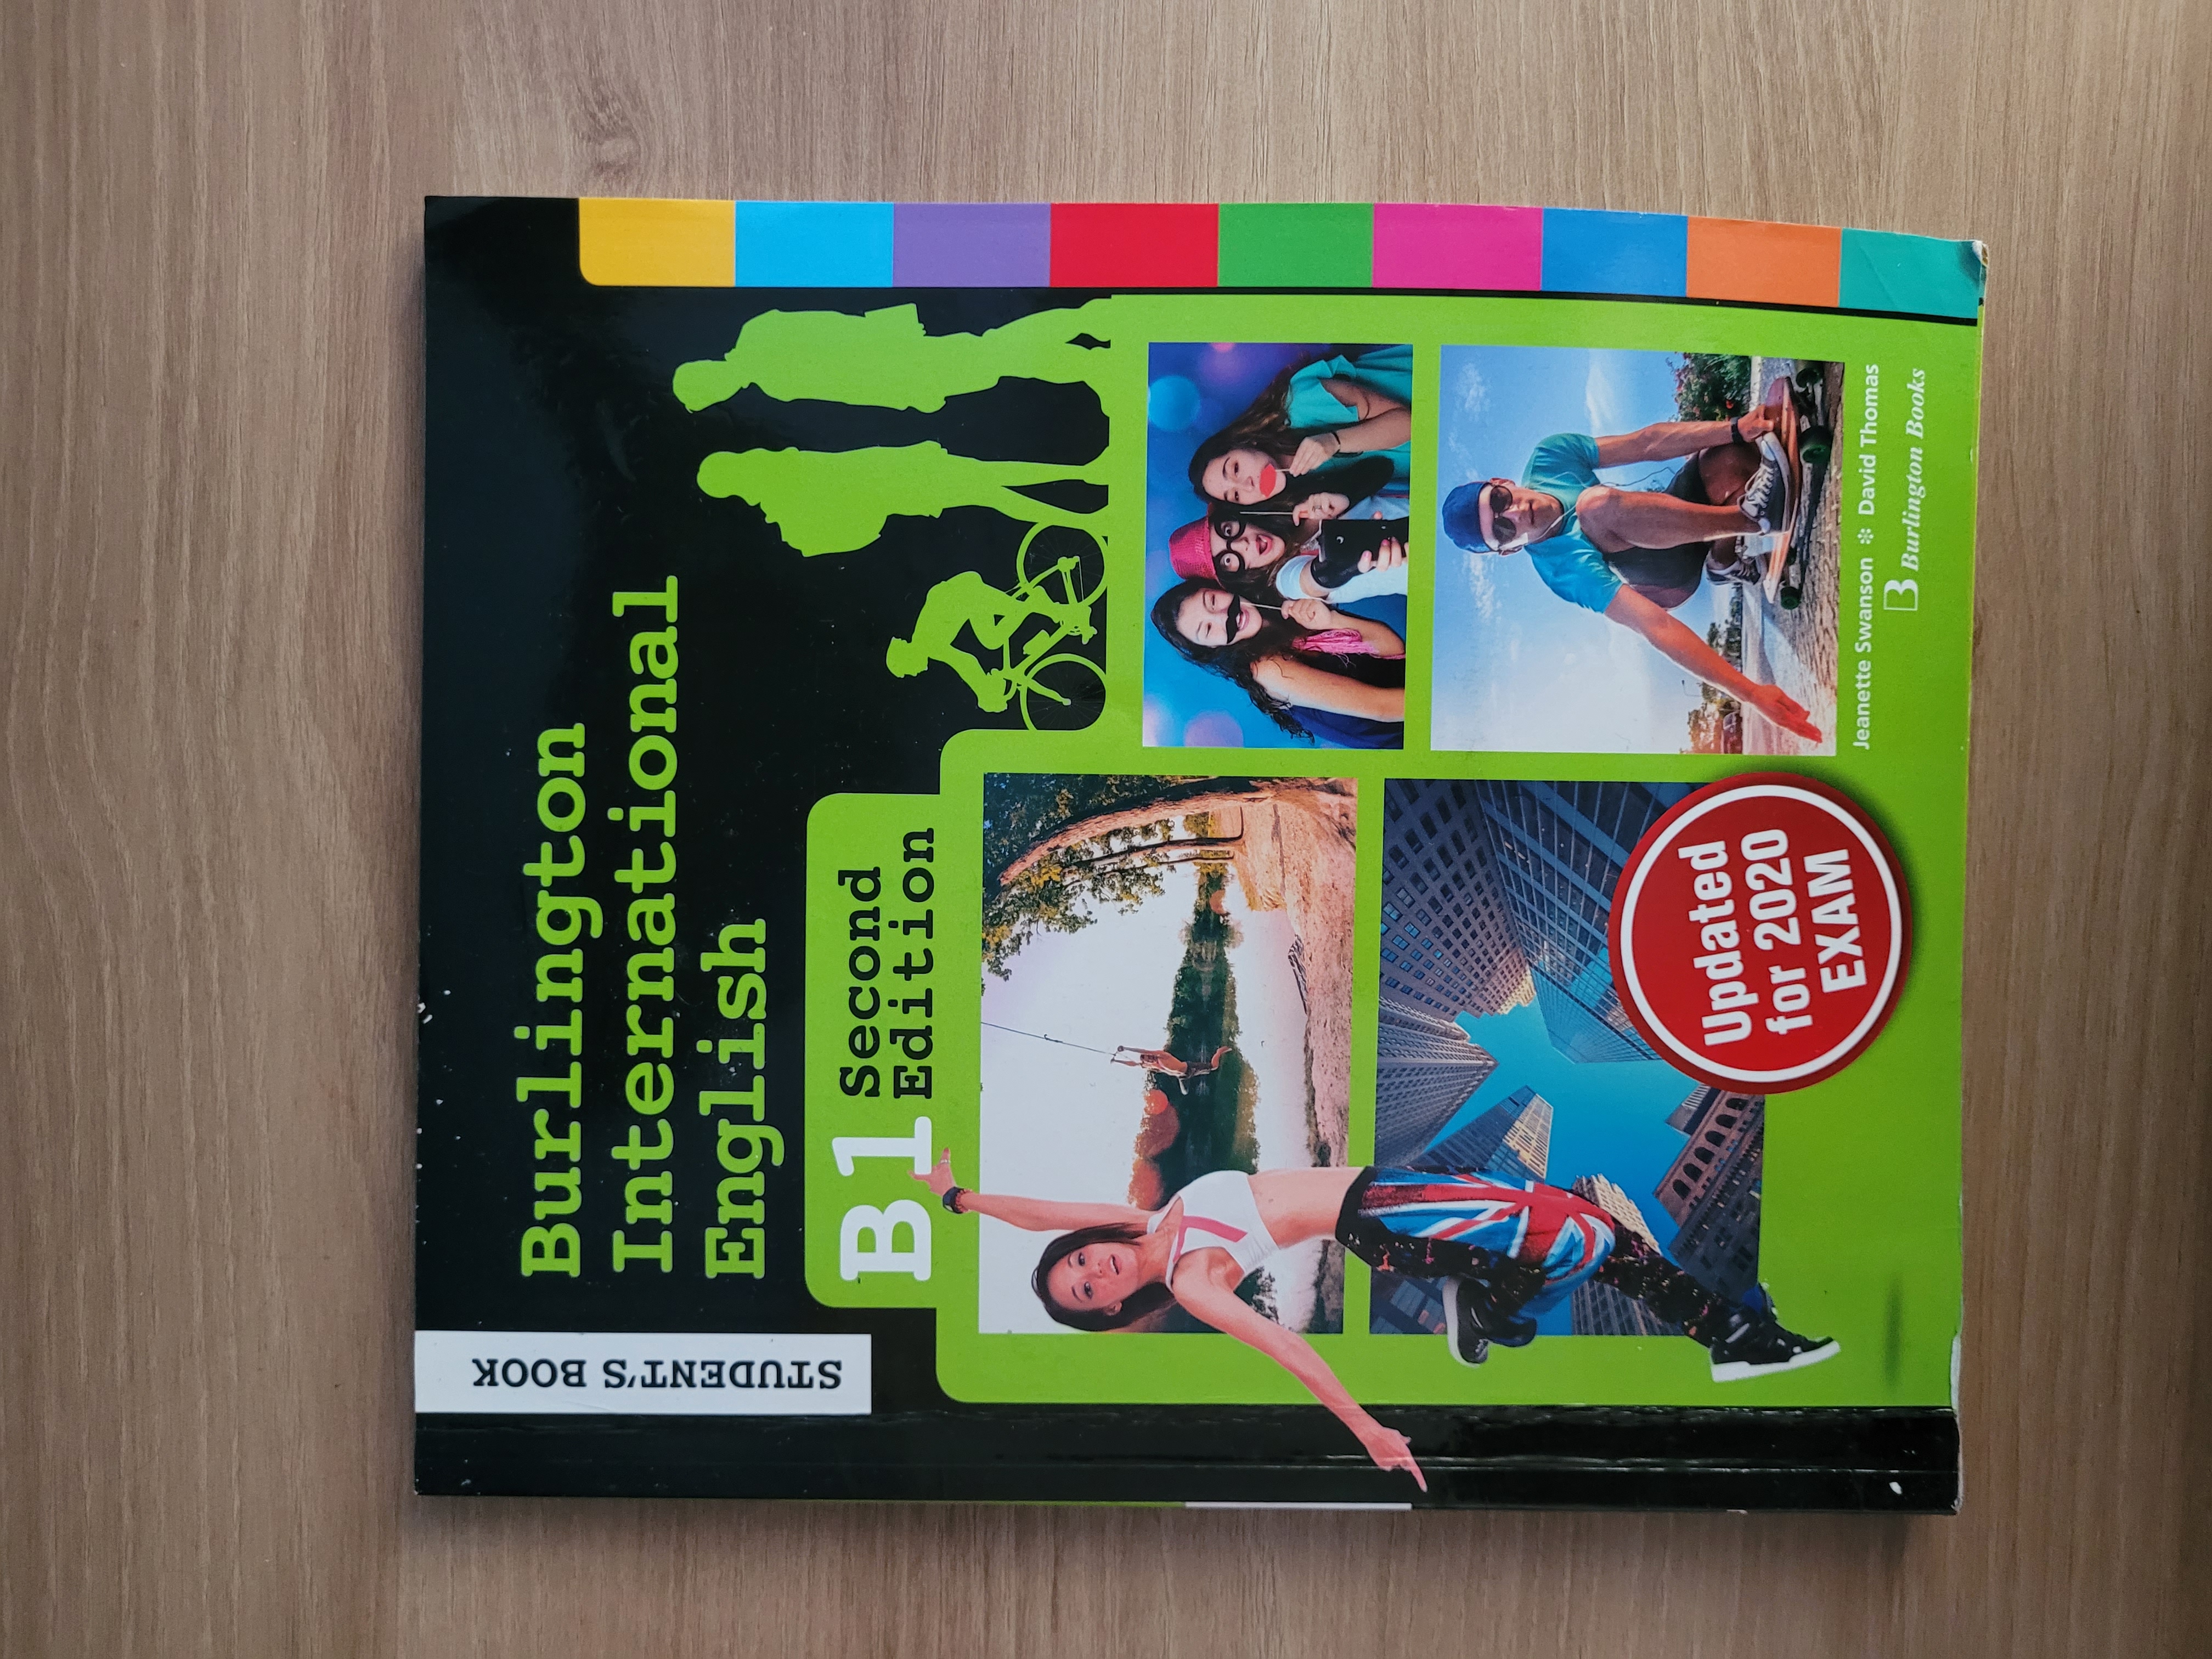 STUDENT'S BOOK
Burlington
International
English
B1 Second
Edition
Updated
for 2020
EXAM
Jeanette Swanson ✻ David Thomas
B Burlington Books